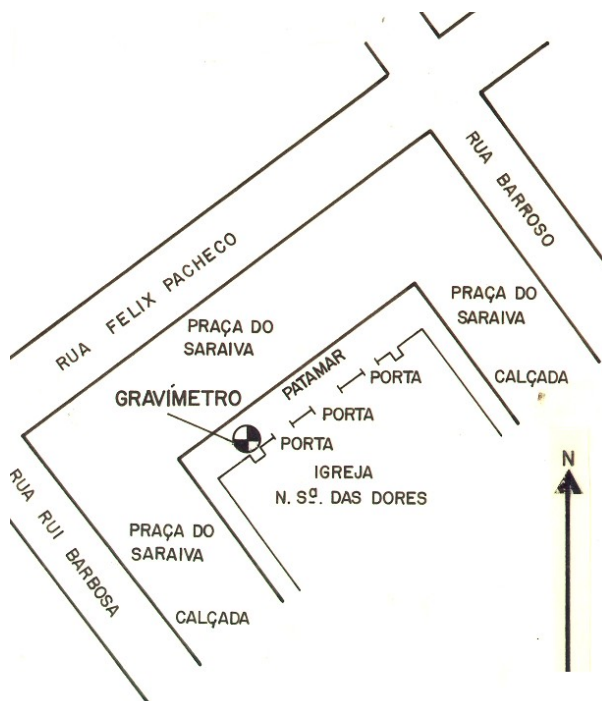 RUA BARROSO
RUA FELIX PACHECO
PRAÇA DO
SARAIVA
PRAÇA DO
SARAIVA
PATAMAR
PORTA
CALÇADA
GRAVÍMETRO
PORTA
PORTA
IGREJA
N. Sª. DAS DORES
N
RUA RUI BARBOSA
PRAÇA DO
SARAIVA
CALÇADA